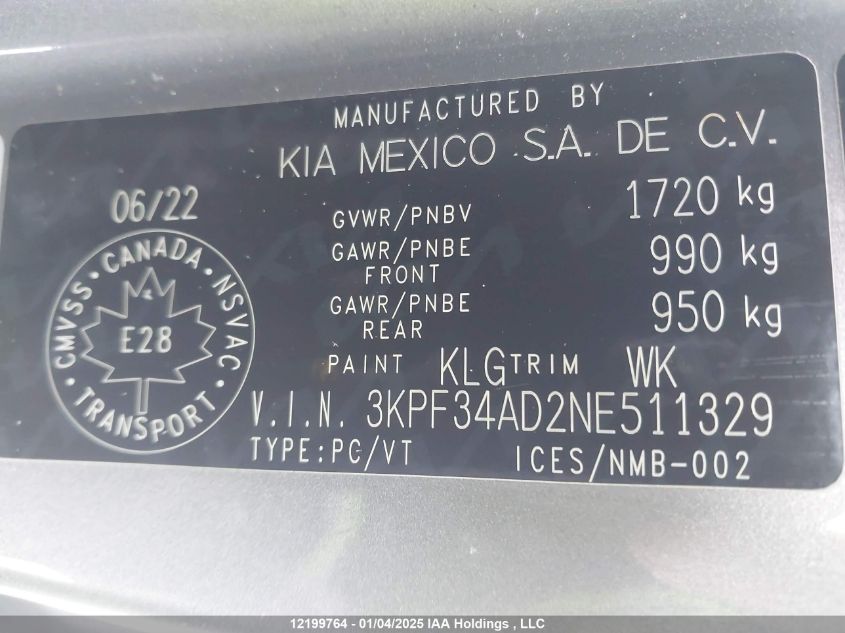 MANUFACTURED BY
KIA MEXICO S.A. DE C.V.
06/22
GVWR/PNBV 1720 kg
GAWR/PNBE FRONT 990 kg
GAWR/PNBE REAR 950 kg
CMVSS · CANADA · NSVAC · TRANSPORT ·
E28
PAINT KLG TRIM WK
V.I.N. 3KPF34AD2NE511329
TYPE:PC/VT ICES/NMB-002
12199764 - 01/04/2025 IAA Holdings , LLC